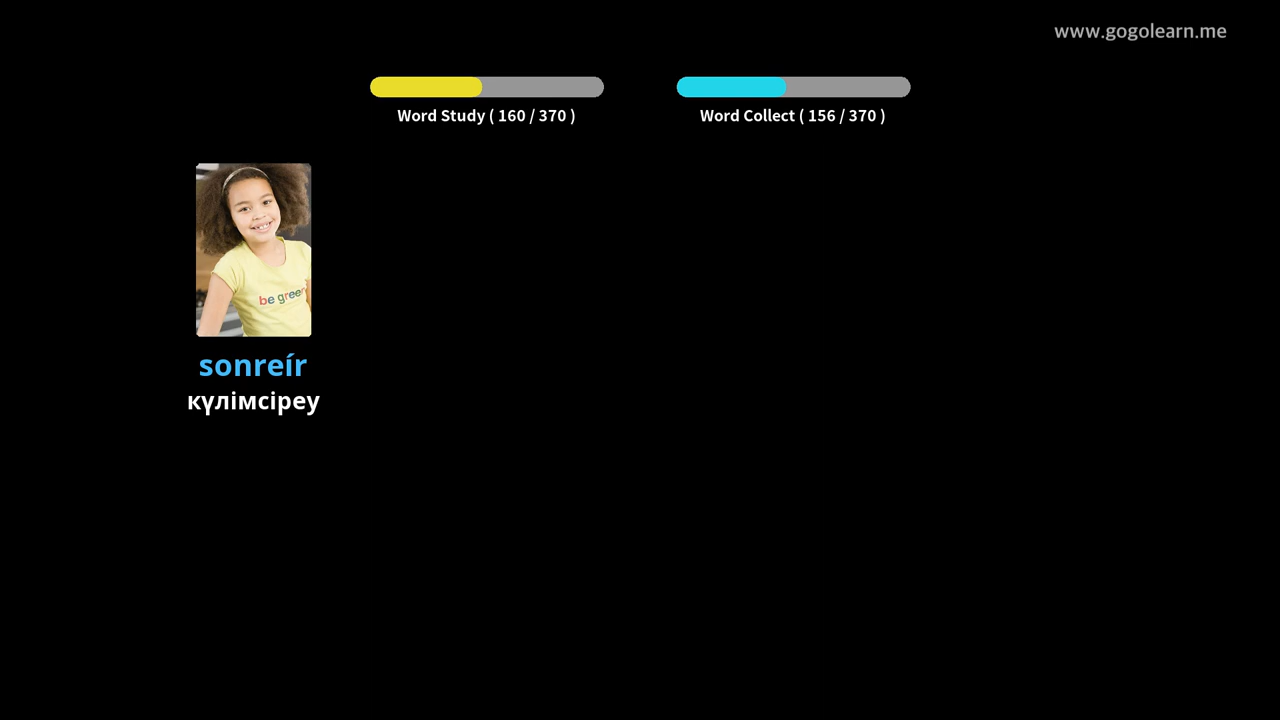 www.gogolearn.me
Word Study ( 160 / 370 )
Word Collect ( 156 / 370 )
be green
sonreír
күлімсіреу